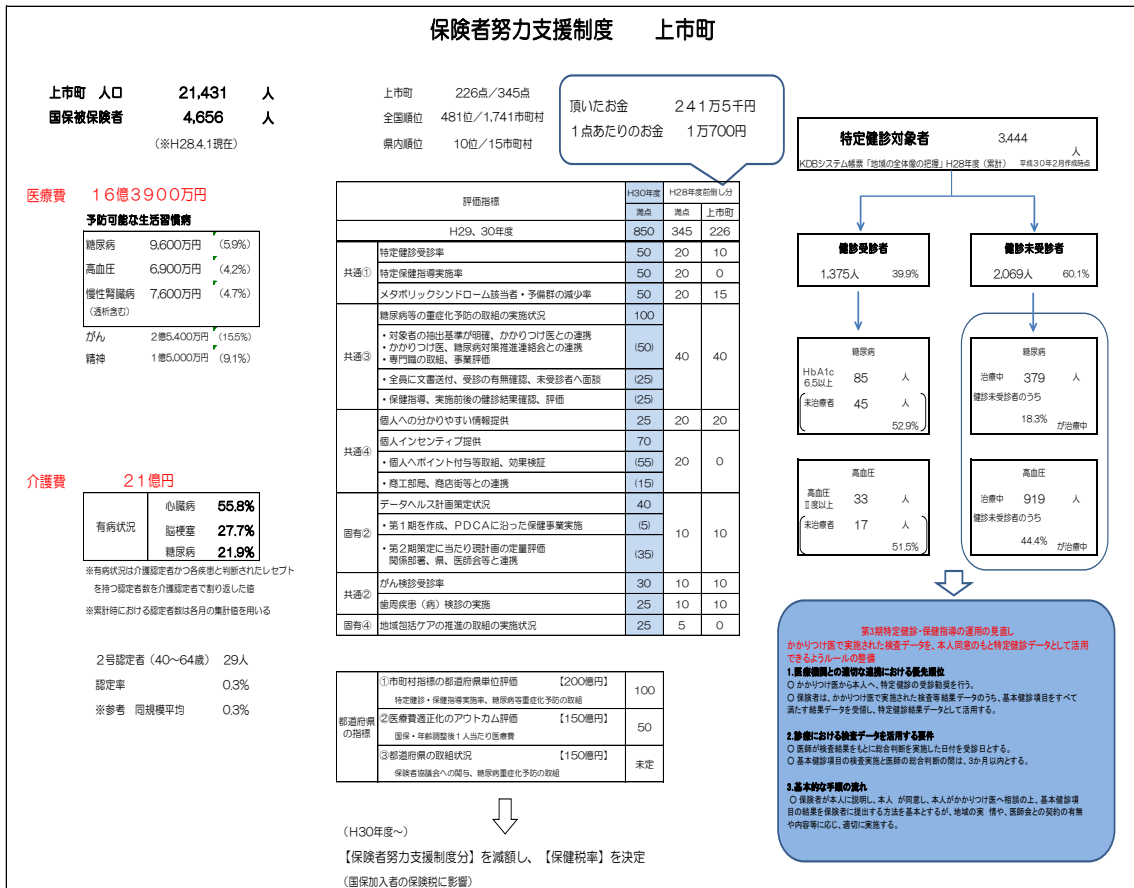 保険者努力支援制度　　上市町
上市町　人口　21,431　人
国保被保険者　4,656　人
（※H28.4.1現在）
上市町　226点／345点
全国順位　481位／1,741市町村
県内順位　10位／15市町村
頂いたお金　241万5千円
1点あたりのお金　1万700円
医療費　16億3900万円
予防可能な生活習慣病
糖尿病　9,600万円　(5.9%)
高血圧　6,900万円　(4.2%)
慢性腎臓病　7,600万円　(4.7%)
（透析含む）
がん　2億5,400万円　(15.5%)
精神　1億5,000万円　(9.1%)
介護費　21億円
有病状況
心臓病　55.8%
脳梗塞　27.7%
糖尿病　21.9%
※有病状況は介護認定者かつ各疾患と判断されたレセプト
を持つ認定者数を介護認定者で割り返した値
※累計時における認定者数は各月の集計値を用いる
2号認定者（40～64歳）　29人
認定率　0.3%
※参考　同規模平均　0.3%
評価指標　H30年度　H28年度前倒し分
満点　満点　上市町
H29、30年度　850　345　226
共通①
特定健診受診率　50　20　10
特定保健指導実施率　50　20　0
メタボリックシンドローム該当者・予備群の減少率　50　20　15
共通③
糖尿病等の重症化予防の取組の実施状況　100　40　40
・対象者の抽出基準が明確、かかりつけ医との連携
・かかりつけ医、糖尿病対策推進連絡会との連携　(50)
・専門職の取組、事業評価
・全員に文書送付、受診の有無確認、未受診者へ面談　(25)
・保健指導、実施前後の健診結果確認、評価　(25)
共通④
個人への分かりやすい情報提供　25　20　20
個人インセンティブ提供　70　20　0
・個人へポイント付与等取組、効果検証　(55)
・商工部局、商店街等との連携　(15)
固有②
データヘルス計画策定状況　40　10　10
・第1期を作成、PDCAに沿った保健事業実施　(5)
・第2期策定に当たり現計画の定量評価　(35)
関係部署、県、医師会等と連携
共通②
がん検診受診率　30　10　10
歯周疾患（病）検診の実施　25　10　10
固有④　地域包括ケアの推進の取組の実施状況　25　5　0
都道府県
の指標
①市町村指標の都道府県単位評価　【200億円】　100
特定健診・保健指導実施率、糖尿病等重症化予防の取組
②医療費適正化のアウトカム評価　【150億円】　50
国保・年齢調整後1人当たり医療費
③都道府県の取組状況　【150億円】　未定
保険者協議会への関与、糖尿病重症化予防の取組
（H30年度～）
【保険者努力支援制度分】を減額し、【保健税率】を決定
（国保加入者の保険税に影響）
特定健診対象者　3,444　人
KDBシステム帳票「地域の全体像の把握」H28年度（累計）　平成30年2月作成時点
健診受診者
1,375人　39.9%
健診未受診者
2,069人　60.1%
糖尿病
HbA1c
6.5以上　85　人
未治療者　45　人
52.9%
糖尿病
治療中　379　人
健診未受診者のうち
18.3%　が治療中
高血圧
高血圧
Ⅱ度以上　33　人
未治療者　17　人
51.5%
高血圧
治療中　919　人
健診未受診者のうち
44.4%　が治療中
第3期特定健診・保健指導の運用の見直し
かかりつけ医で実施された検査データを、本人同意のもと特定健診データとして活用
できるようルールの整備
1.医療機関との適切な連携における優先順位
〇 かかりつけ医から本人へ、特定健診の受診勧奨を行う。
〇 保険者は、かかりつけ医で実施された検査等結果データのうち、基本健診項目をすべて
満たす結果データを受領し、特定健診結果データとして活用する。
2.診療における検査データを活用する要件
〇 医師が検査結果をもとに総合判断を実施した日付を受診日とする。
〇 基本健診項目の検査実施と医師の総合判断の間は、3か月以内とする。
3.基本的な手順の流れ
〇 保険者が本人に説明し、本人 が同意し、本人がかかりつけ医へ相談の上、基本健診項
目の結果を保険者に提出する方法を基本とするが、地域の実 情や、医師会との契約の有無
や内容等に応じ、適切に実施する。